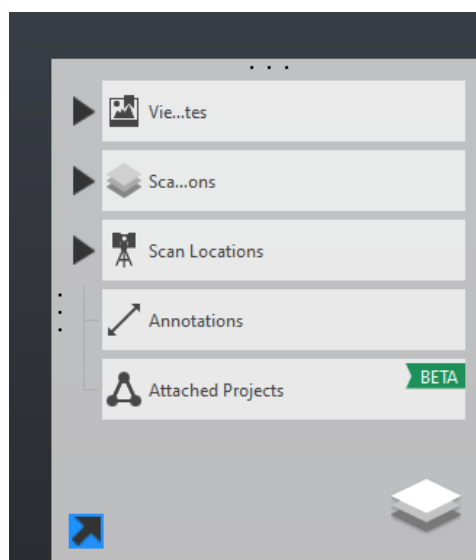 Vie...tes
Sca...ons
Scan Locations
Annotations
Attached Projects
BETA